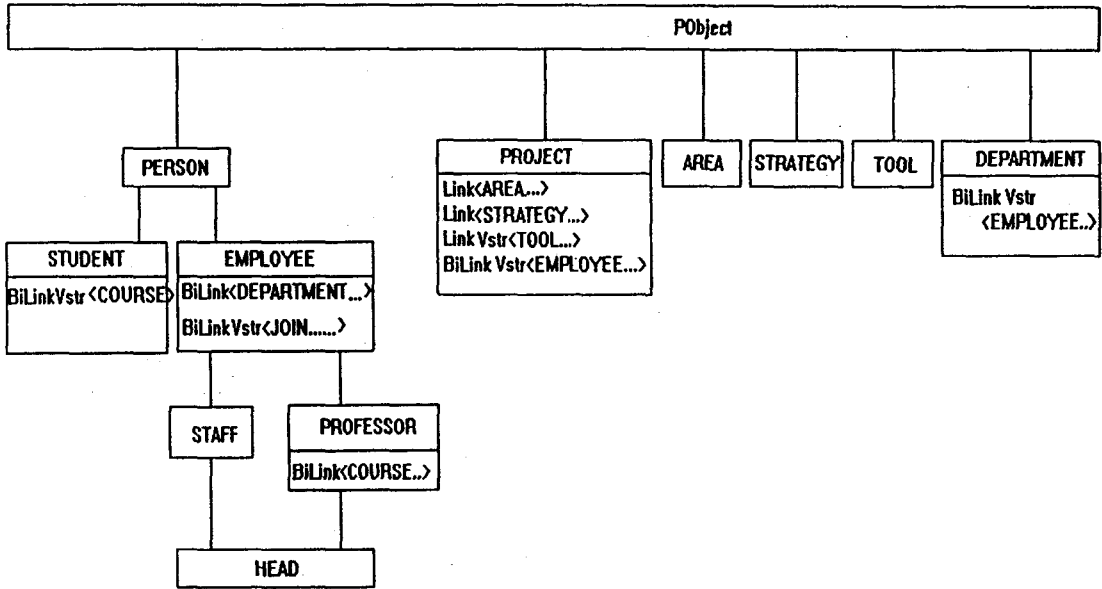 PObject
PERSON
PROJECT
Link<AREA...>
Link<STRATEGY...>
Link Vstr<TOOL...>
BiLink Vstr<EMPLOYEE...>
AREA
STRATEGY
TOOL
DEPARTMENT
BiLink Vstr
<EMPLOYEE..>
STUDENT
BiLinkVstr<COURSE>
EMPLOYEE
BiLink<DEPARTMENT...>
BiLinkVstr<JOIN......>
STAFF
PROFESSOR
BiLink<COURSE..>
HEAD